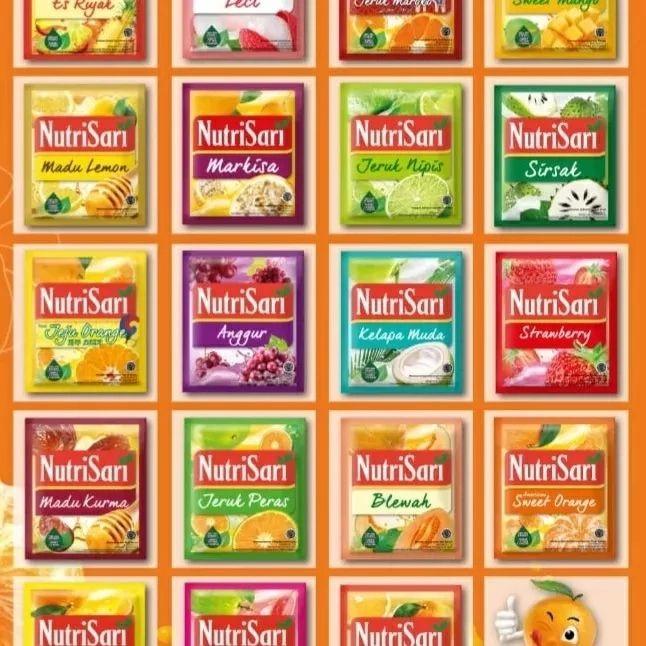 Es Rujak
Leci
Jeruk Maroko
Sweet Mango
NutriSari
Madu Lemon
NutriSari
Markisa
NutriSari
Jeruk Nipis
NutriSari
Sirsak
NutriSari
Jeju Orange
NutriSari
Anggur
NutriSari
Kelapa Muda
NutriSari
Strawberry
NutriSari
Madu Kurma
NutriSari
Jeruk Peras
NutriSari
Blewah
NutriSari
American
Sweet Orange
NutriSari
NutriSari
NutriSari